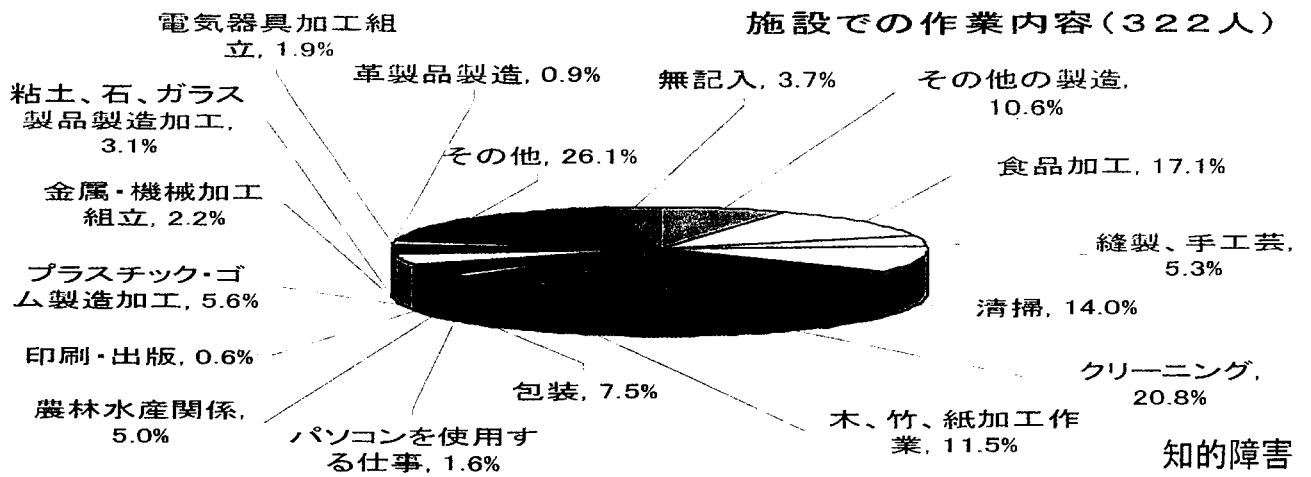 施設での作業内容(322人)
電気器具加工組
立, 1.9%
革製品製造, 0.9%
無記入, 3.7%
その他の製造,
10.6%
粘土、石、ガラス
製品製造加工,
3.1%
その他, 26.1%
食品加工, 17.1%
金属・機械加工
組立, 2.2%
縫製、手工芸,
5.3%
プラスチック・ゴ
ム製造加工, 5.6%
清掃, 14.0%
印刷・出版, 0.6%
クリーニング,
20.8%
包装, 7.5%
農林水産関係,
5.0%
木、竹、紙加工作
業, 11.5%
パソコンを使用す
る仕事, 1.6%
知的障害